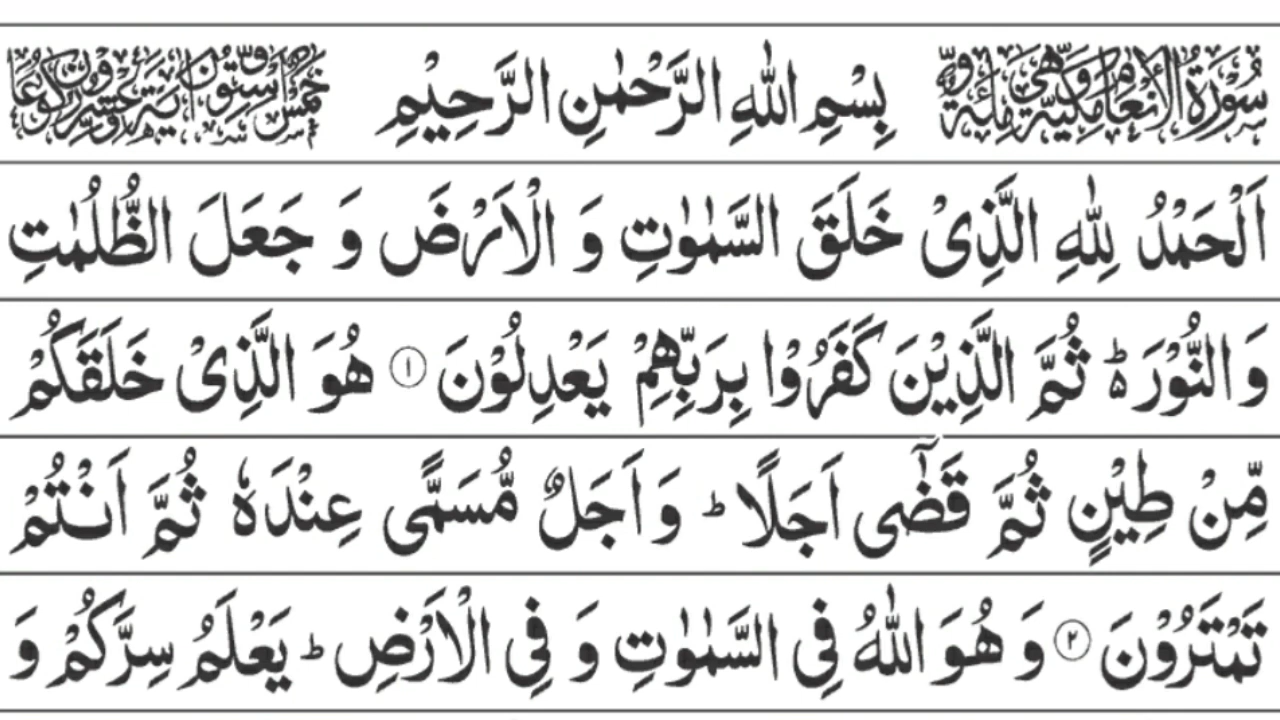 سُوْرَةُ الْاَنْعَامِ مَكِّيَّةٌ وَّهِیَ مِائَةٌ وَّ بِسْمِ اللّٰهِ الرَّحْمٰنِ الرَّحِيْمِ خَمْسٌ وَّسِتُّوْنَ اٰيَةً وَّعِشْرُوْنَ رُكُوْعًا
اَلْحَمْدُ لِلّٰهِ الَّذِیْ خَلَقَ السَّمٰوٰتِ وَ الْاَرْضَ وَ جَعَلَ الظُّلُمٰتِ
وَ النُّوْرَ ەؕ ثُمَّ الَّذِيْنَ كَفَرُوْا بِرَبِّهِمْ يَعْدِلُوْنَ ۝۱ هُوَ الَّذِیْ خَلَقَكُمْ
مِّنْ طِيْنٍ ثُمَّ قَضٰۤی اَجَلًا ؕ وَ اَجَلٌ مُّسَمًّی عِنْدَهٗ ثُمَّ اَنْتُمْ
تَمْتَرُوْنَ ۝۲ وَ هُوَ اللّٰهُ فِی السَّمٰوٰتِ وَ فِی الْاَرْضِ ؕ يَعْلَمُ سِرَّكُمْ وَ